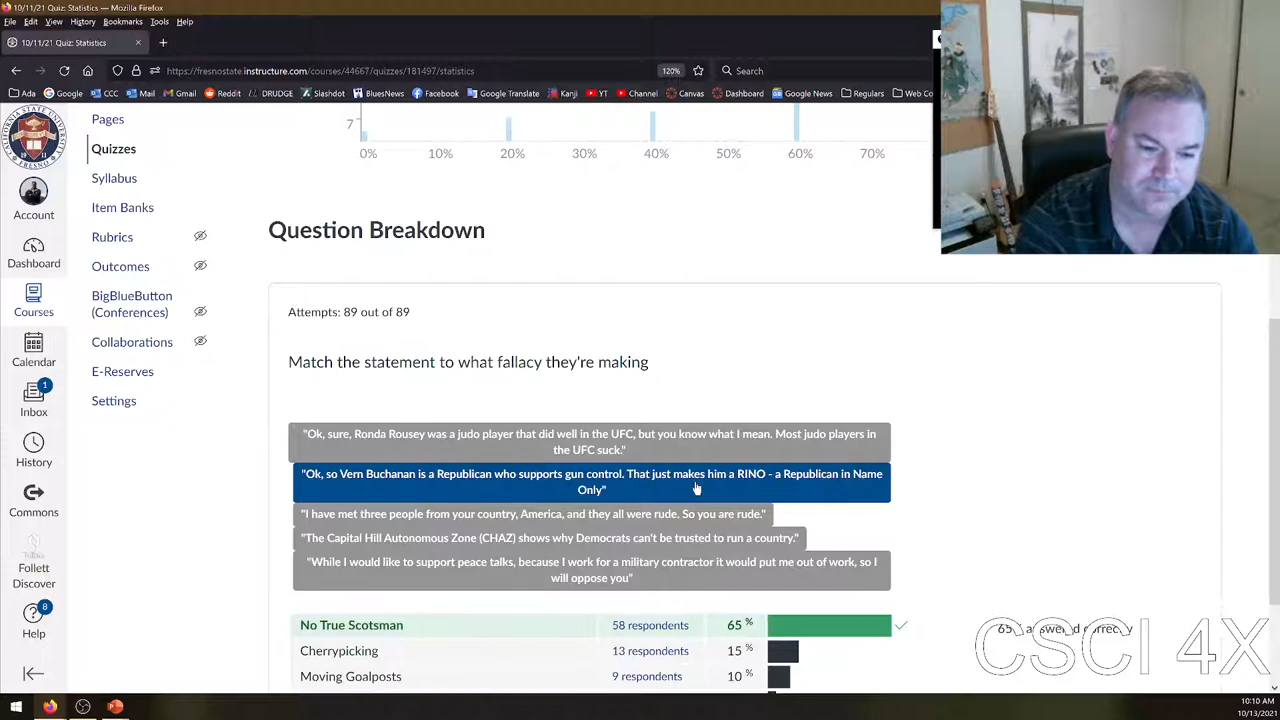 10/11/21 Quiz: Statistics — Mozilla Firefox
File Edit View History Bookmarks Tools Help
10/11/21 Quiz: Statistics
https://fresnostate.instructure.com/courses/44667/quizzes/181497/statistics
120%
Search
Ada Google CCC Mail Gmail Reddit DRUDGE Slashdot BluesNews Facebook Google Translate Kanji YT Channel Canvas Dashboard Google News Regulars Web Co
Pages
Quizzes
Syllabus
Item Banks
Rubrics
Outcomes
BigBlueButton
(Conferences)
Collaborations
E-Reserves
Settings
Account
Dashboard
Courses
Calendar
1
Inbox
History
Commons
Follett
Discover
8
Help
7
0% 10% 20% 30% 40% 50% 60% 70%
Question Breakdown
Attempts: 89 out of 89
Match the statement to what fallacy they're making
"Ok, sure, Ronda Rousey was a judo player that did well in the UFC, but you know what I mean. Most judo players in
the UFC suck."
"Ok, so Vern Buchanan is a Republican who supports gun control. That just makes him a RINO - a Republican in Name
Only"
"I have met three people from your country, America, and they all were rude. So you are rude."
"The Capital Hill Autonomous Zone (CHAZ) shows why Democrats can't be trusted to run a country."
"While I would like to support peace talks, because I work for a military contractor it would put me out of work, so I
will oppose you"
No True Scotsman 58 respondents 65 %
Cherrypicking 13 respondents 15 %
Moving Goalposts 9 respondents 10 %
65% answered correctly
CSCI 4X
10:10 AM
10/13/2021